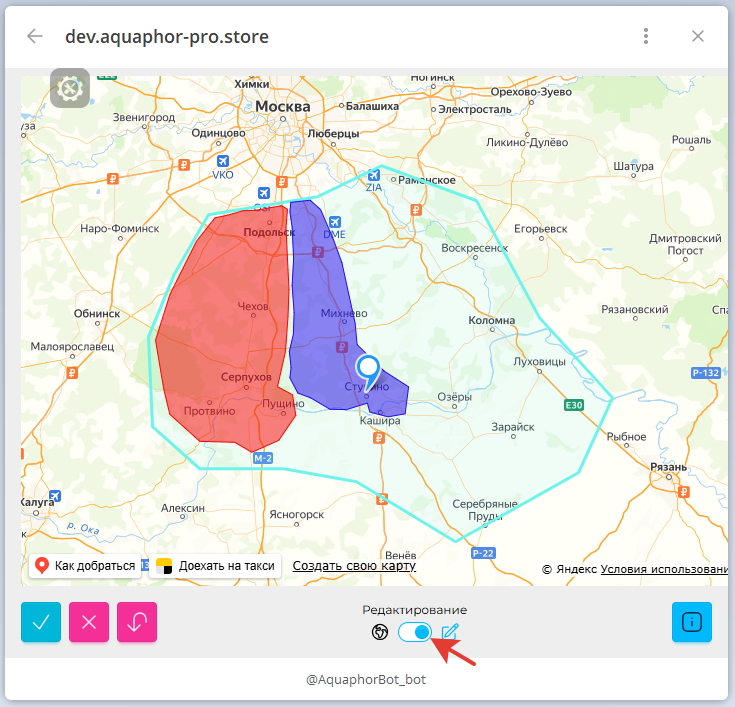 dev.aquaphor-pro.store
Химки
Ногинск
Москва
Балашиха
Орехово-Зуево
Звенигород
Электросталь
Одинцово
Люберцы
Ликино-Дулёво
Рошаль
VKO
ZIA
Раменское
Шатура
Наро-Фоминск
Подольск
DME
Егорьевск
Воскресенск
Дмитровский
Погост
Чехов
Михнево
Обнинск
Коломна
Рязановский
Малоярославец
Луховицы
Р-132
Серпухов
Ступино
Протвино
Пущино
Озёры
E30
Кашира
Зарайск
Рыбное
М-2
Рязань
Калуга
Алексин
Ясногорск
Серебряные
Пруды
р. Ока
Венёв
Р-22
Как добраться
Доехать на такси
Создать свою карту
© Яндекс Условия использовани
Редактирование
@AquaphorBot_bot